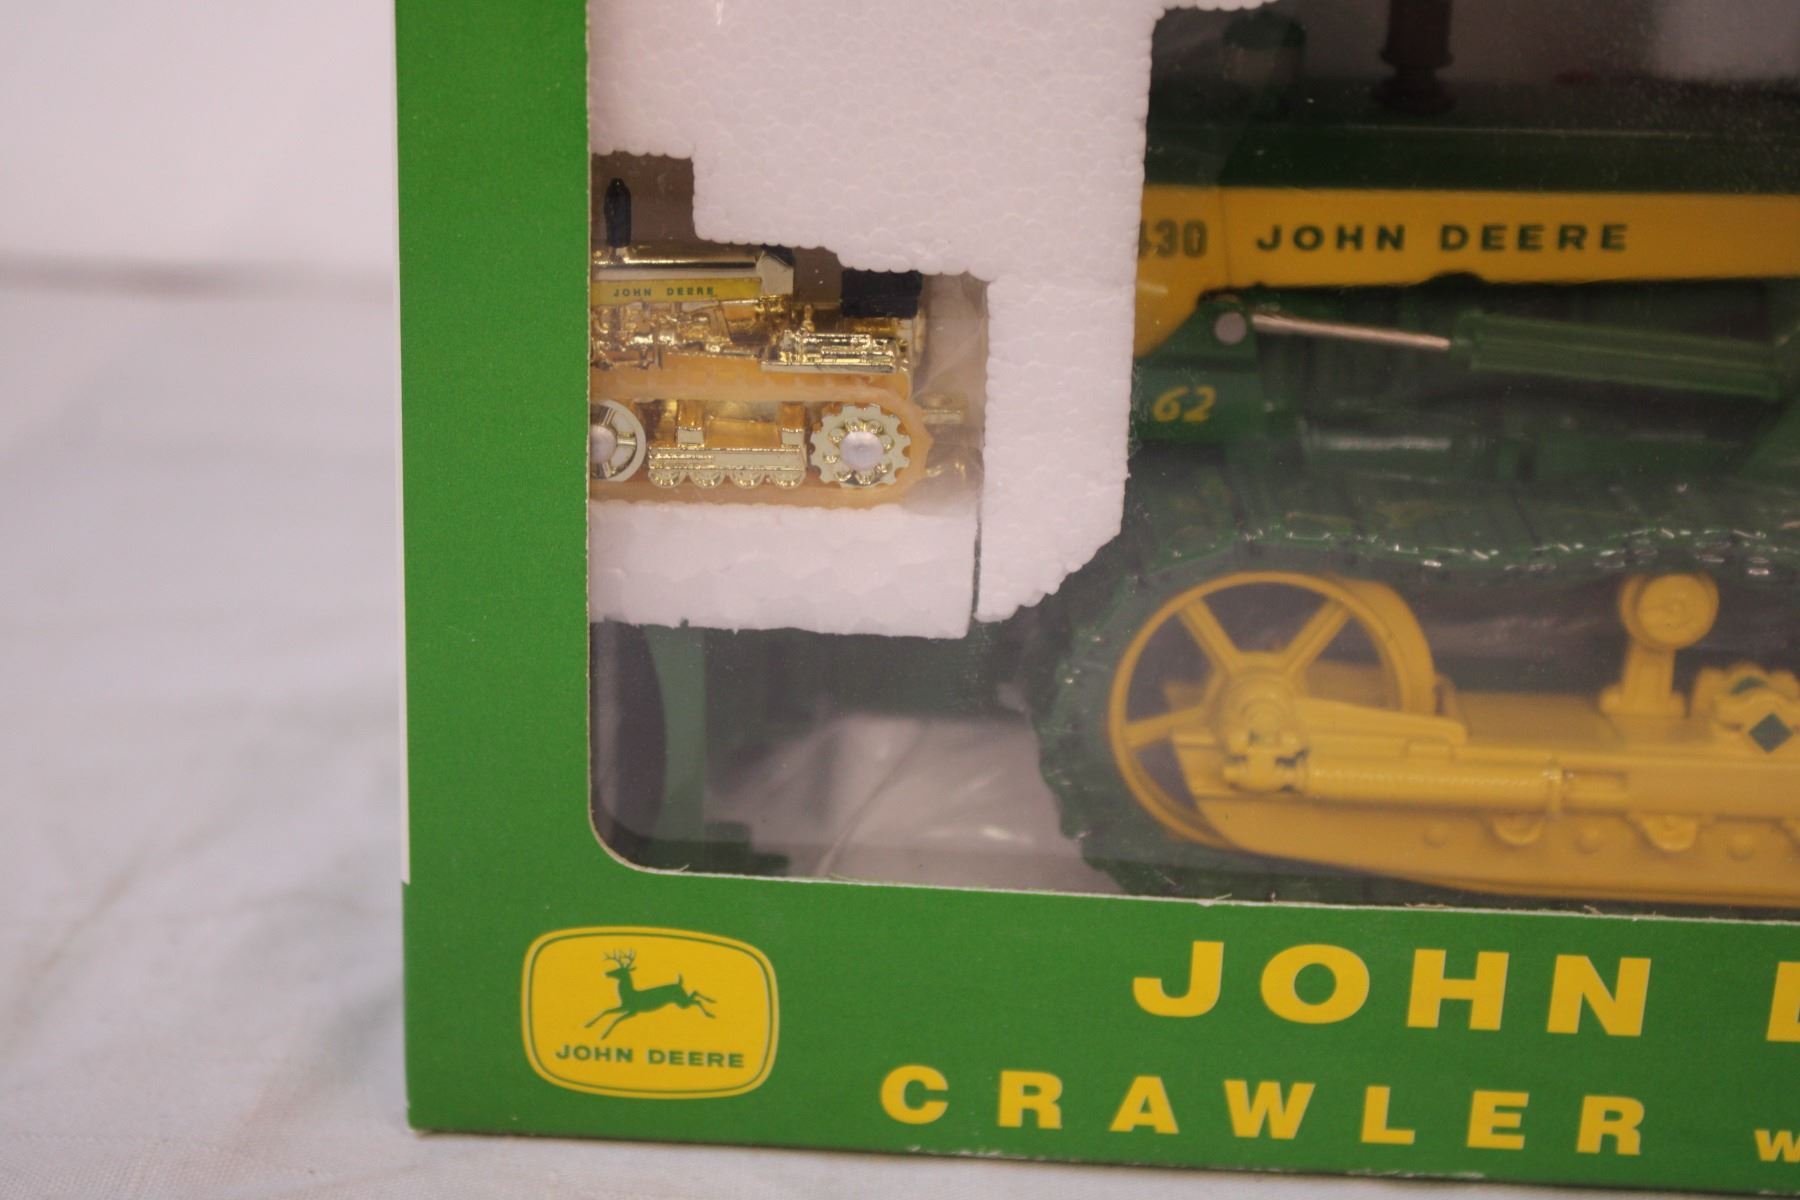 430 JOHN DEERE
JOHN DEERE
62
JOHN
JOHN DEERE
CRAWLER